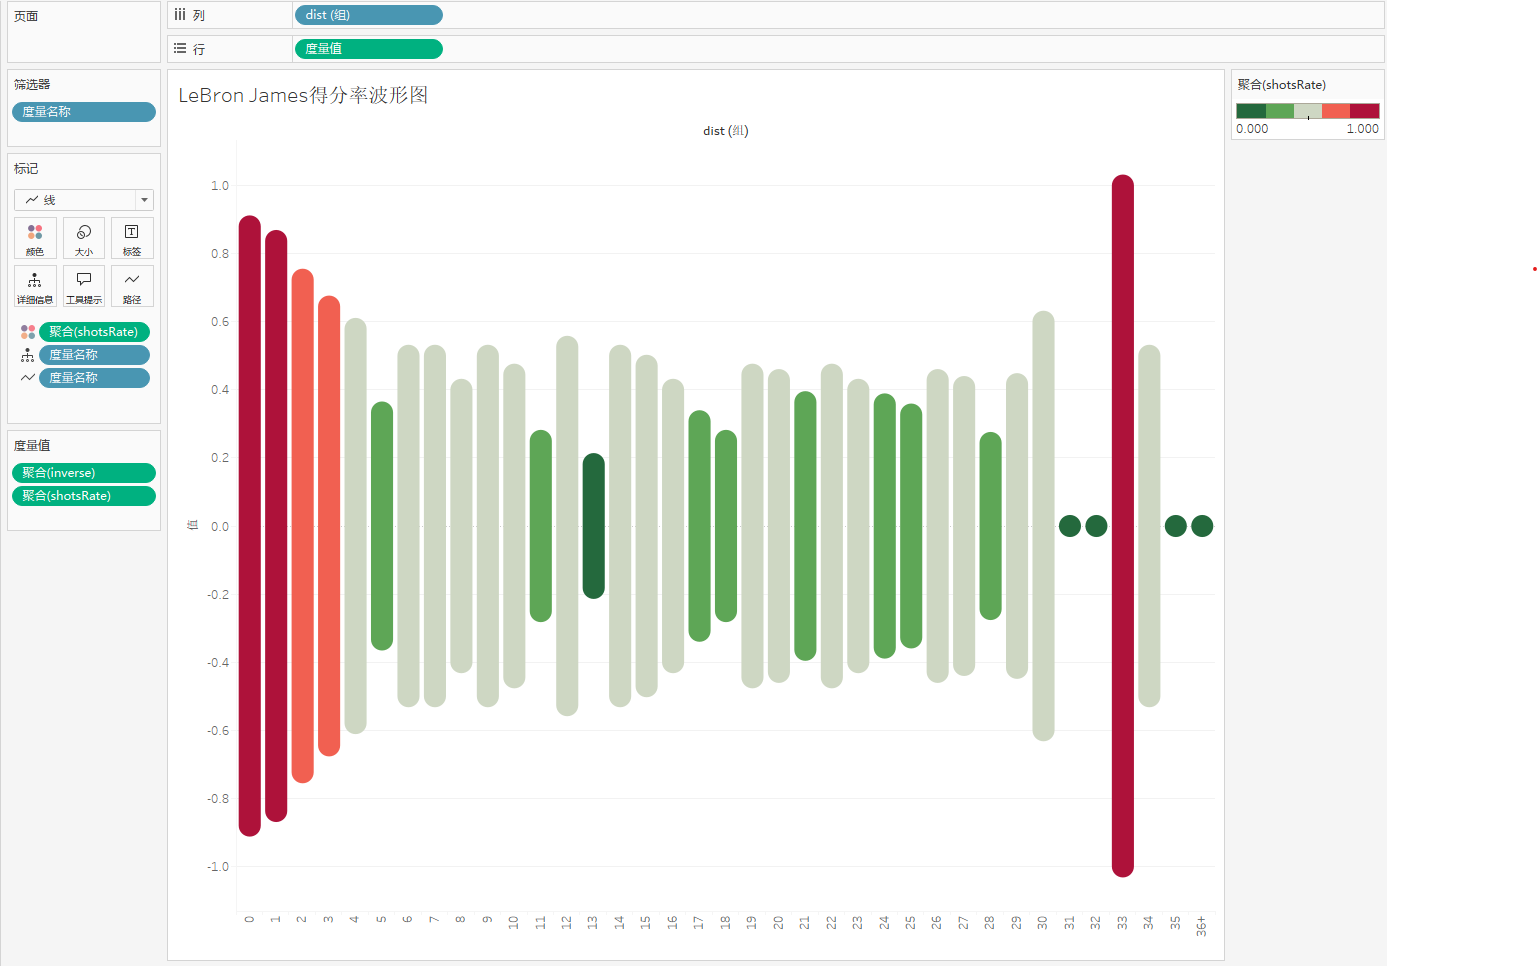 页面
列
dist (组)
行
度量值
筛选器
度量名称
标记
线
颜色
大小
标签
详细信息
工具提示
路径
聚合(shotsRate)
度量名称
度量名称
度量值
聚合(inverse)
聚合(shotsRate)
LeBron James得分率波形图
dist (组)
值
1.0
0.8
0.6
0.4
0.2
0.0
-0.2
-0.4
-0.6
-0.8
-1.0
0 1 2 3 4 5 6 7 8 9 10 11 12 13 14 15 16 17 18 21 19 20 21 22 23 24 25 26 27 28 29 30 31 32 33 34 35 36+
聚合(shotsRate)
0.000 1.000